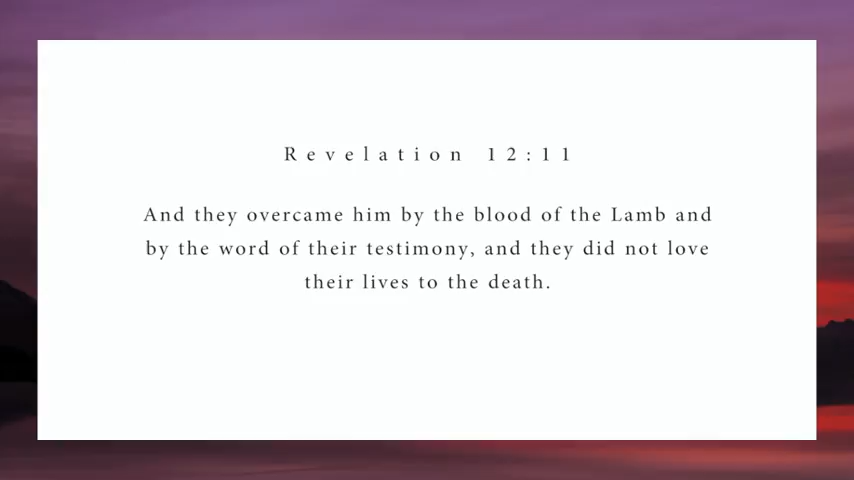 Revelation 12:11
And they overcame him by the blood of the Lamb and
by the word of their testimony, and they did not love
their lives to the death.